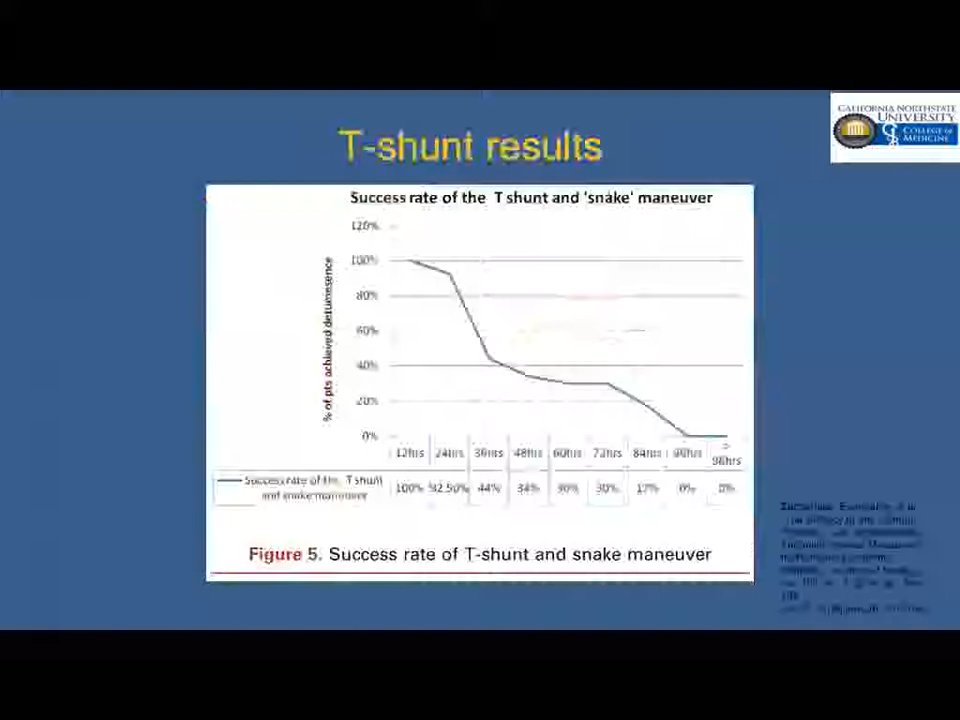 CALIFORNIA NORTHSTATE
UNIVERSITY
COLLEGE of
MEDICINE
T-shunt results
Success rate of the T shunt and 'snake' maneuver
120%
100%
80%
60%
40%
20%
0%
% of pts achieved detumesence
12hrs 24hrs 36hrs 48hrs 60hrs 72hrs 84hrs 96hrs >
96hrs
Success rate of the T shunt
and snake maneuver
100% 92.50% 44% 34% 30% 30% 17% 0% 0%
Figure 5. Success rate of T-shunt and snake maneuver